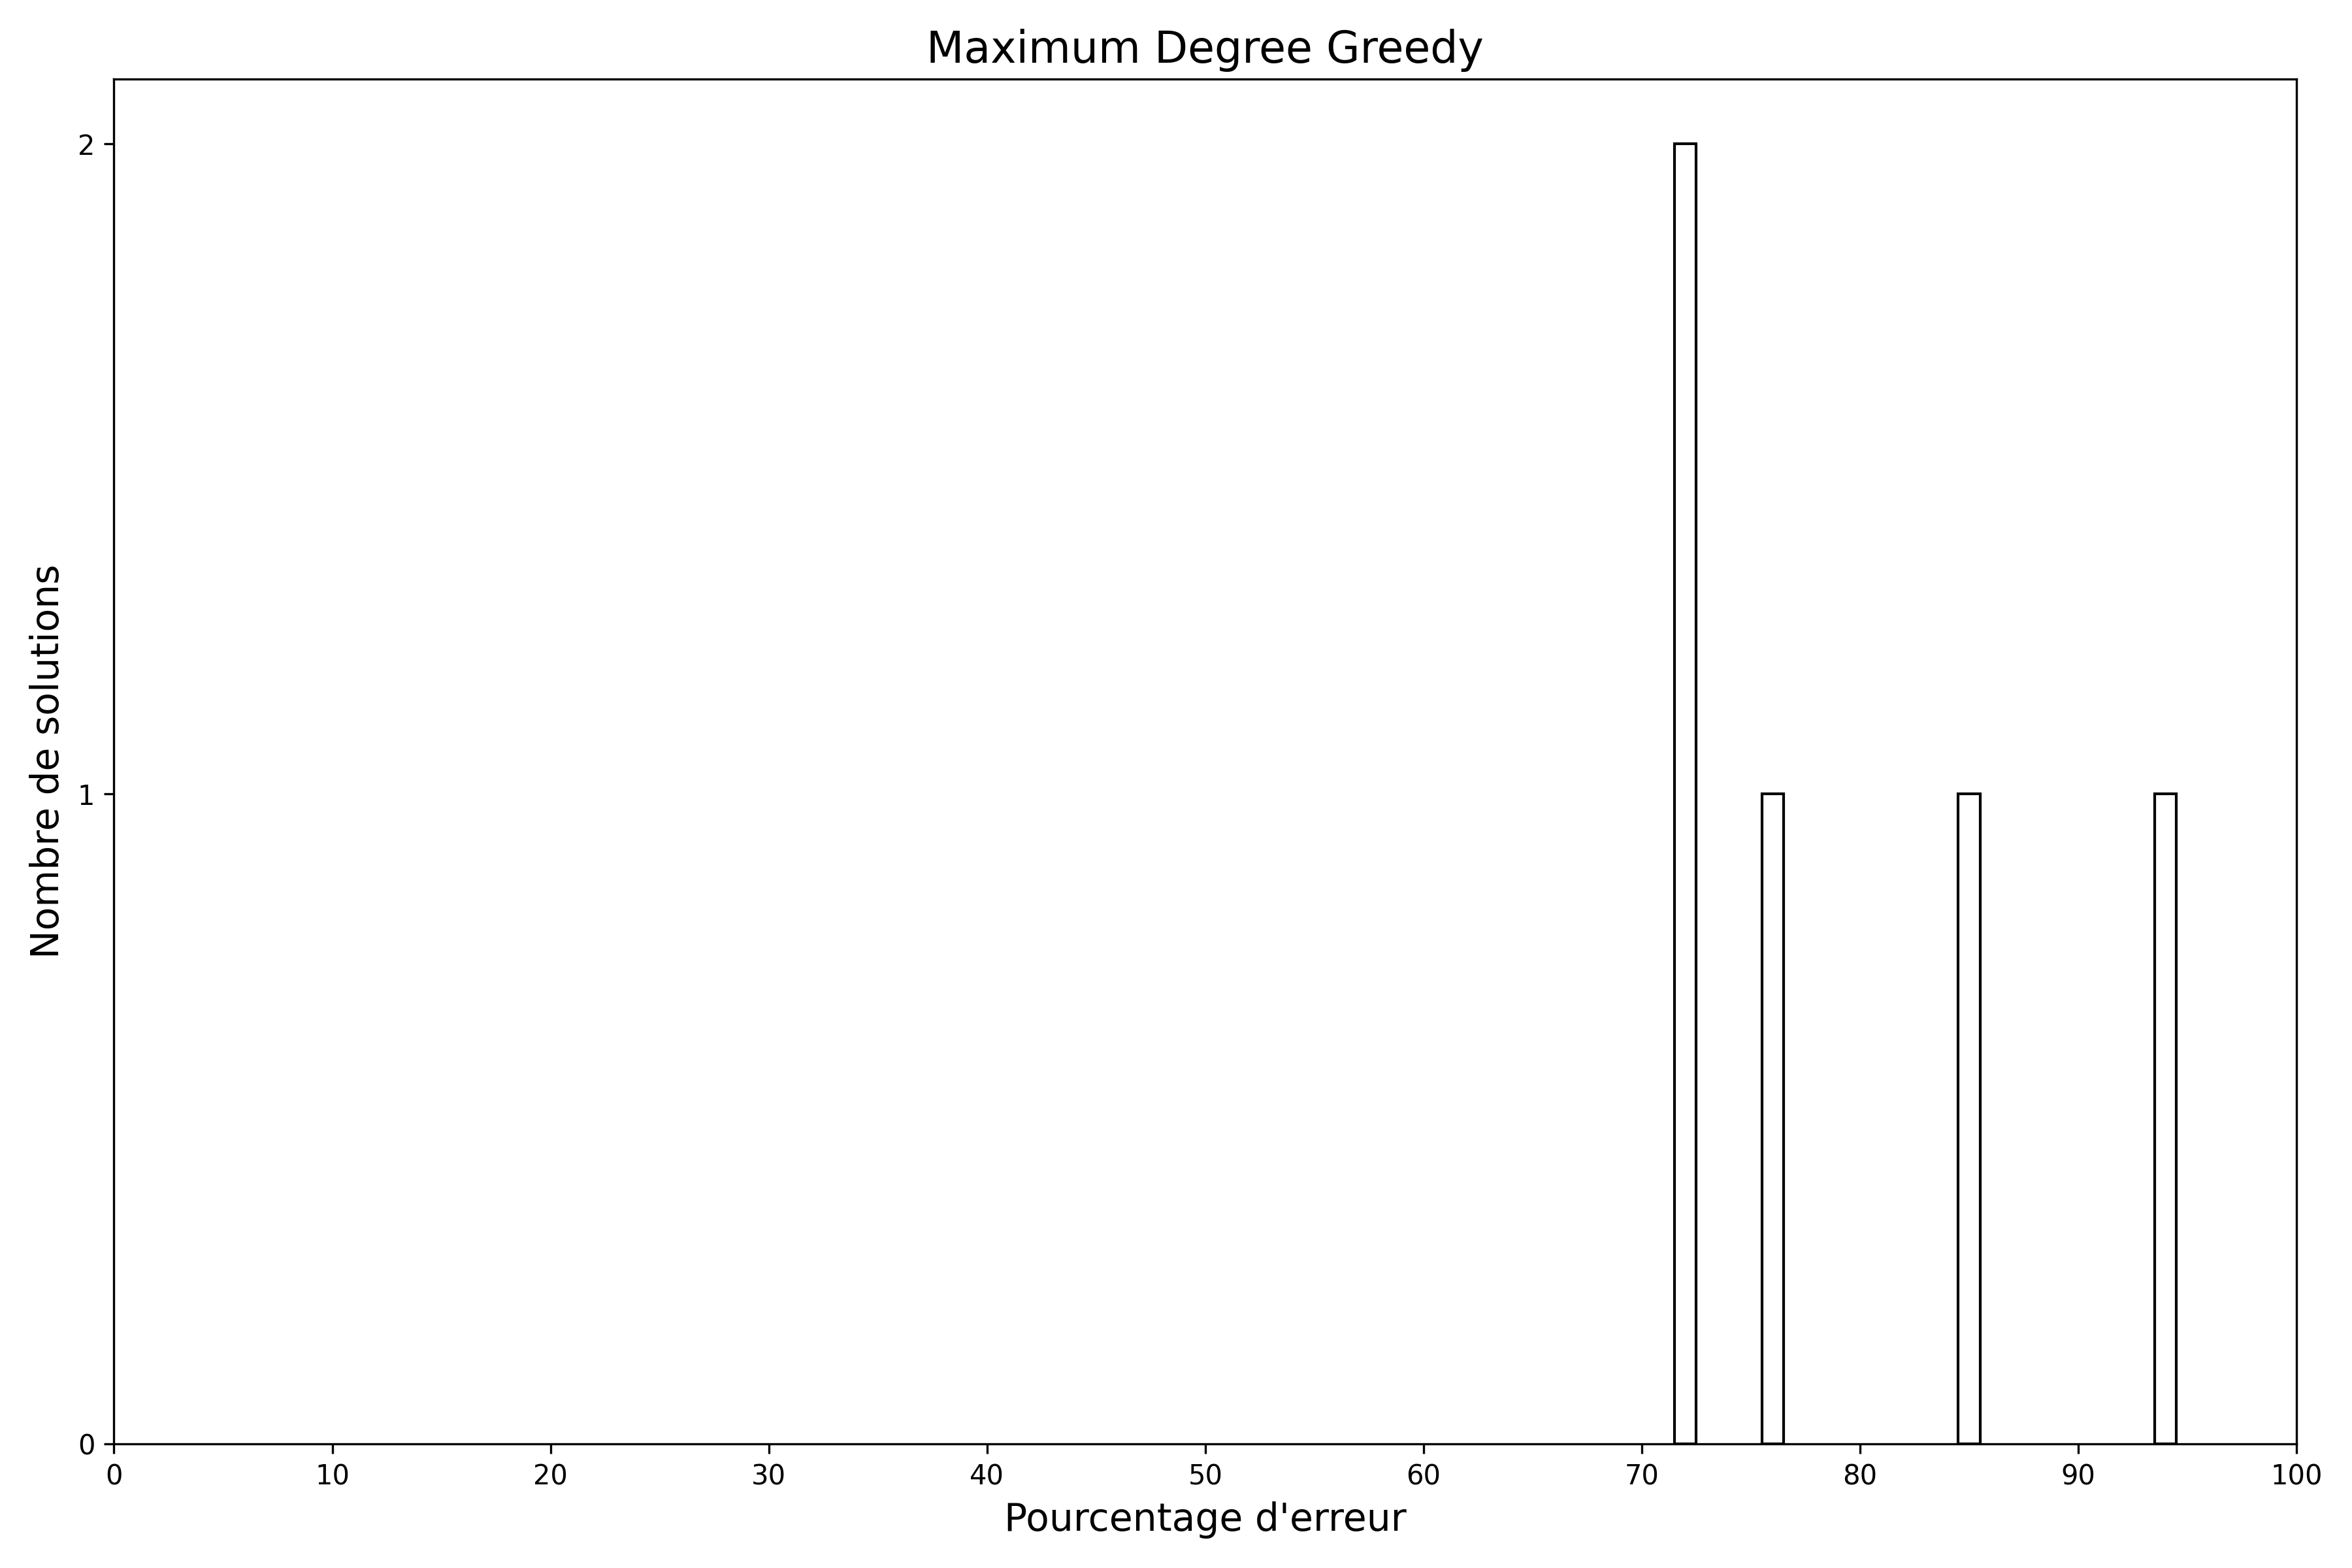 Maximum Degree Greedy
Nombre de solutions
2
1
0
0 10 20 30 40 50 60 70 80 90 100
Pourcentage d'erreur